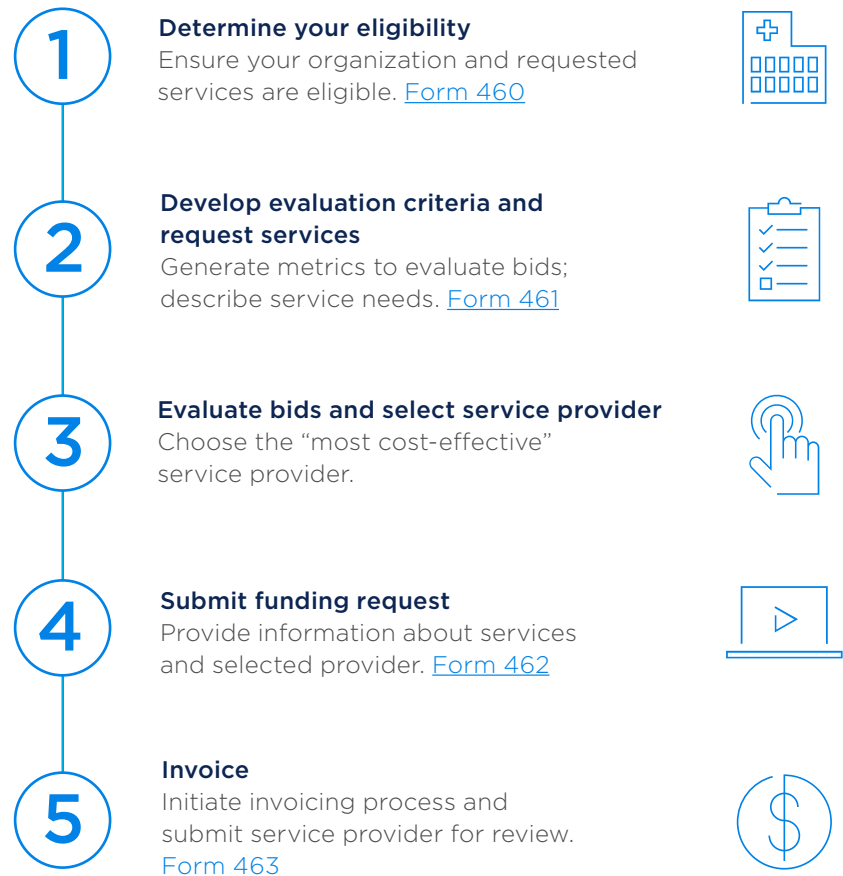 1
Determine your eligibility
Ensure your organization and requested
services are eligible. Form 460
2
Develop evaluation criteria and
request services
Generate metrics to evaluate bids;
describe service needs. Form 461
3
Evaluate bids and select service provider
Choose the “most cost-effective”
service provider.
4
Submit funding request
Provide information about services
and selected provider. Form 462
5
Invoice
Initiate invoicing process and
submit service provider for review.
Form 463
$